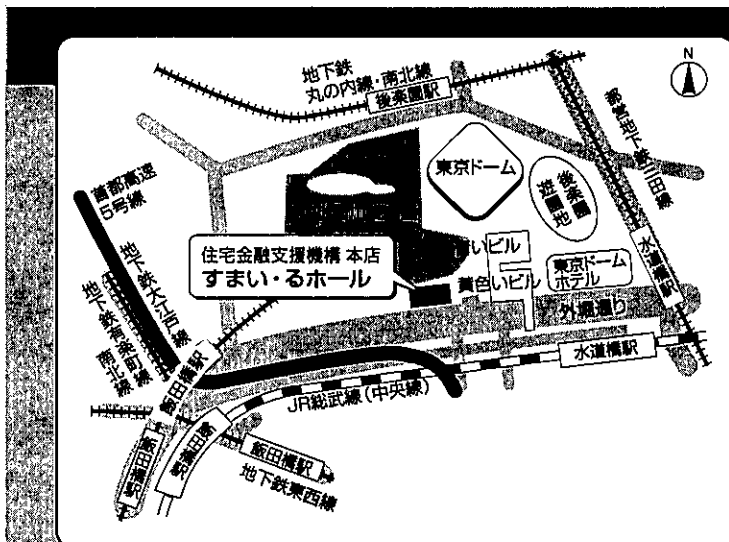 地下鉄
丸の内線・南北線
後楽園駅
N
都営地下鉄三田線
首都高速
5号線
東京ドーム
後楽園
遊園地
地下鉄大江戸線
地下鉄有楽町線
南北線
住宅金融支援機構 本店
すまい・るホール
いビル
黄色いビル
東京ドーム
ホテル
水道橋駅
外堀通り
水道橋駅
飯田橋駅
JR総武線(中央線)
飯田橋駅
飯田橋駅
飯田橋駅
地下鉄東西線